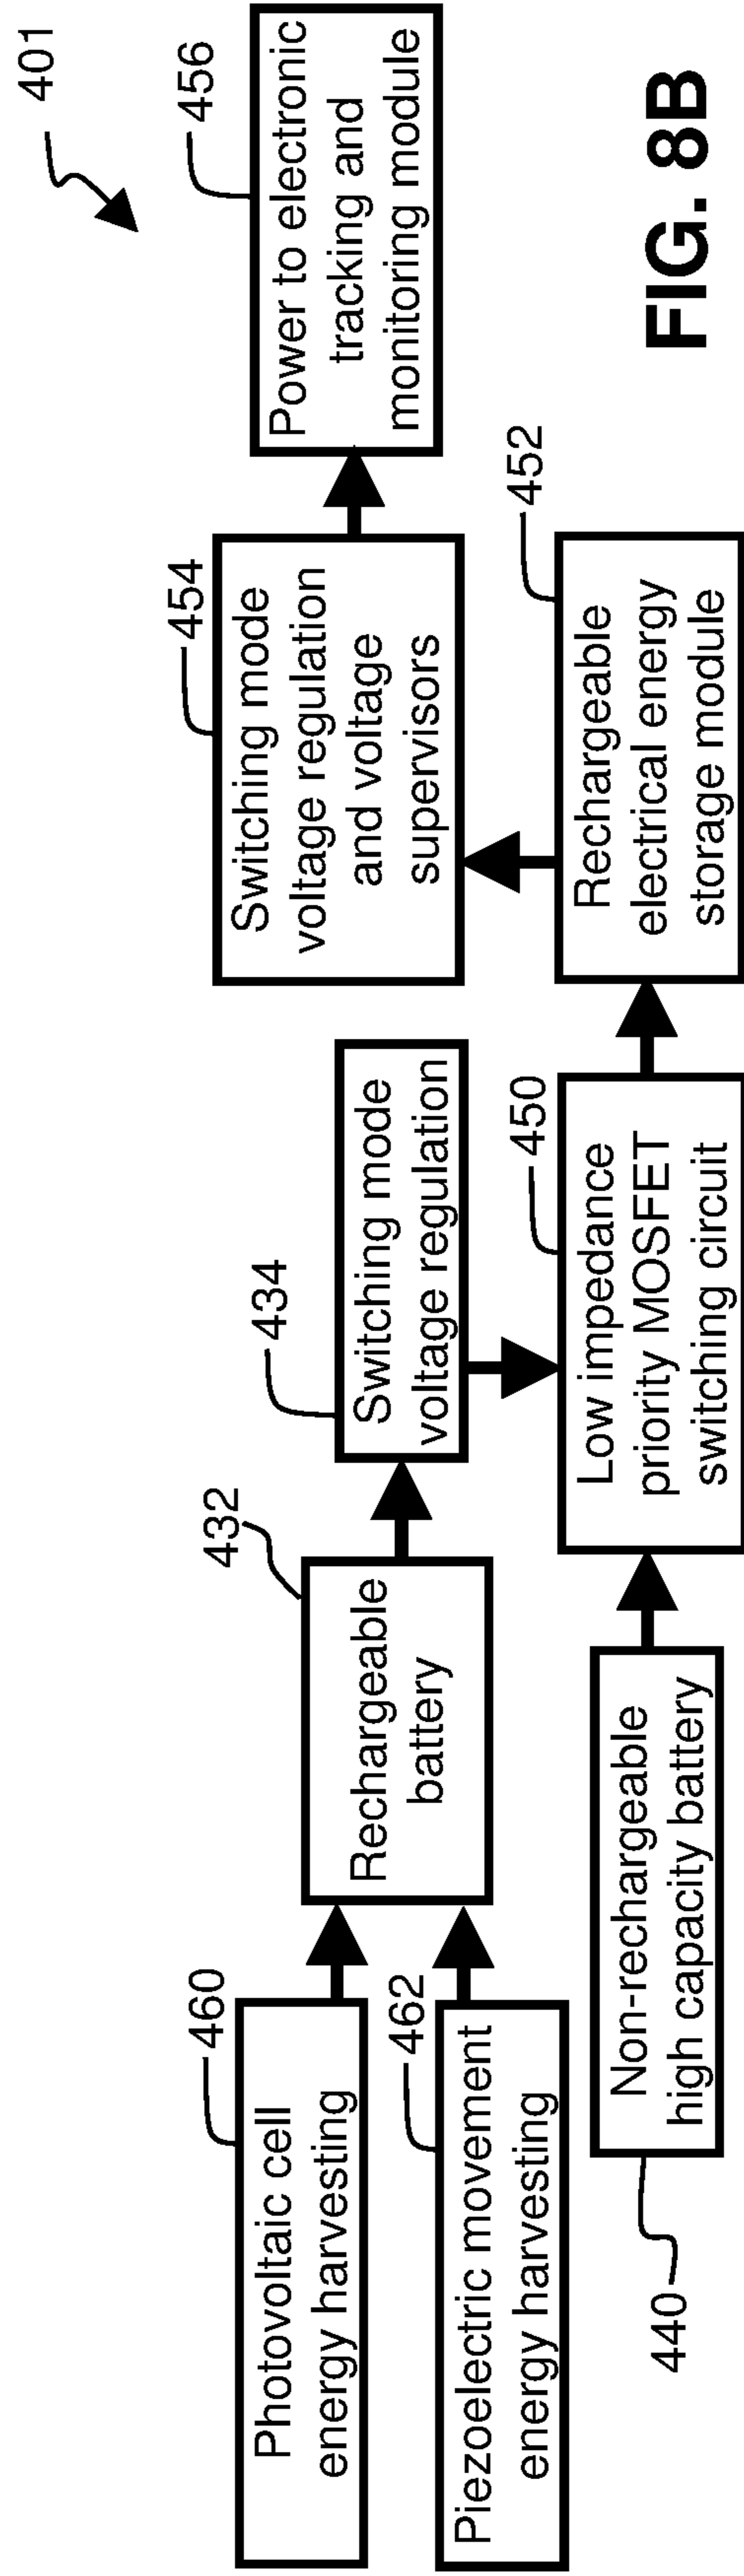 401
460
Photovoltaic cell
energy harvesting
462
Piezoelectric movement
energy harvesting
432
Rechargeable
battery
434
Switching mode
voltage regulation
440
Non-rechargeable
high capacity battery
450
Low impedance
priority MOSFET
switching circuit
452
Rechargeable
electrical energy
storage module
454
Switching mode
voltage regulation
and voltage
supervisors
456
Power to electronic
tracking and
monitoring module
FIG. 8B